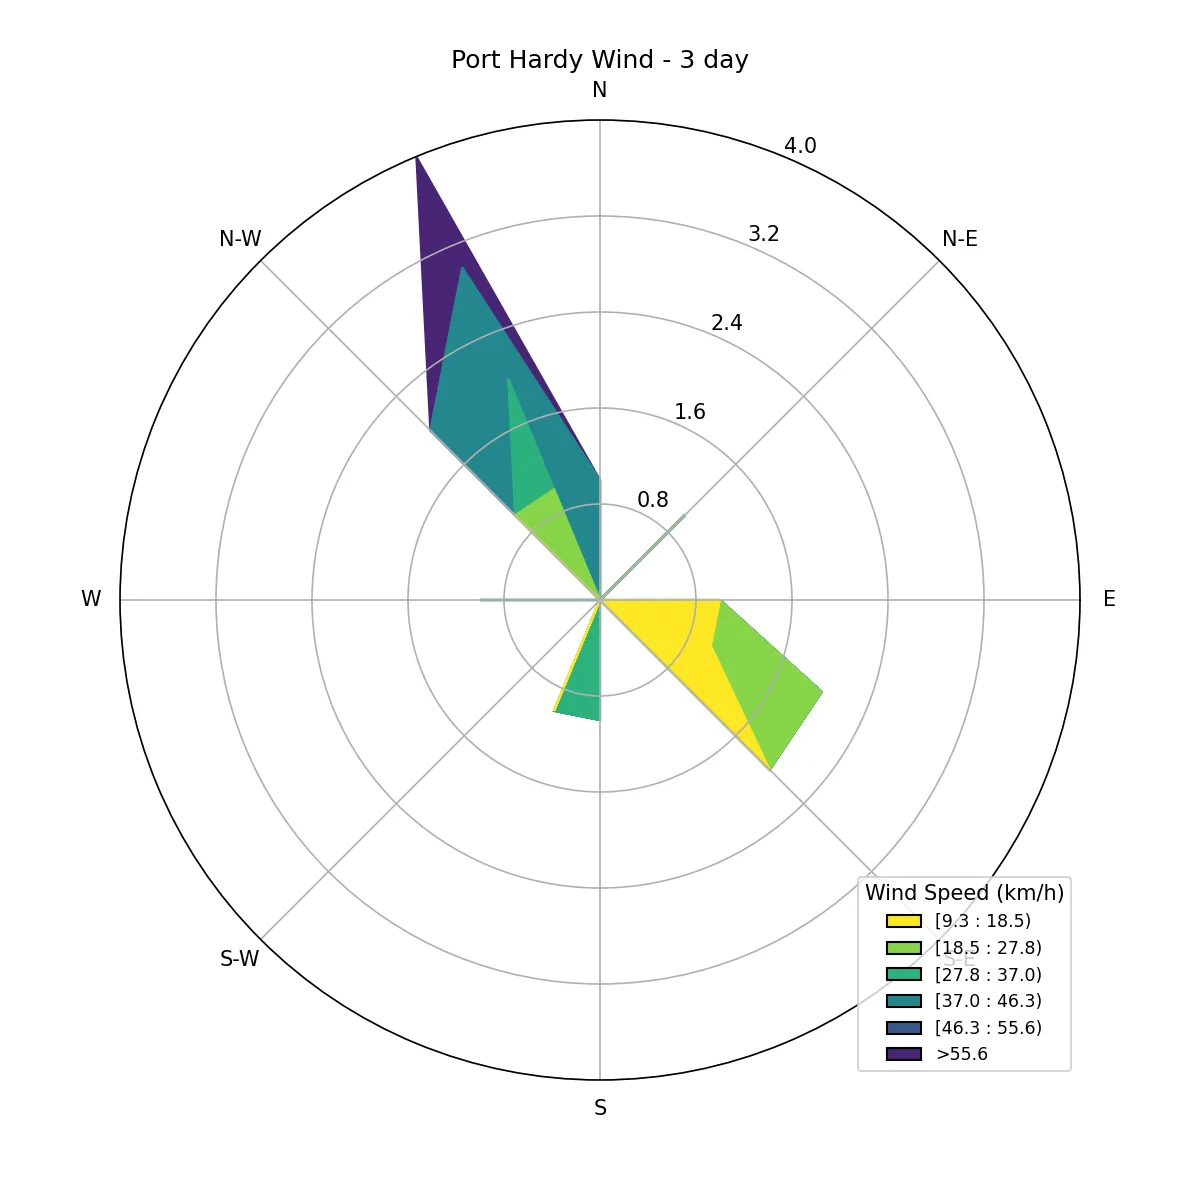 Port Hardy Wind - 3 day
N
4.0
N-W
3.2
N-E
2.4
1.6
0.8
W
E
Wind Speed (km/h)
[9.3 : 18.5)
[18.5 : 27.8)
S-W
S-E
[27.8 : 37.0)
[37.0 : 46.3)
[46.3 : 55.6)
>55.6
S